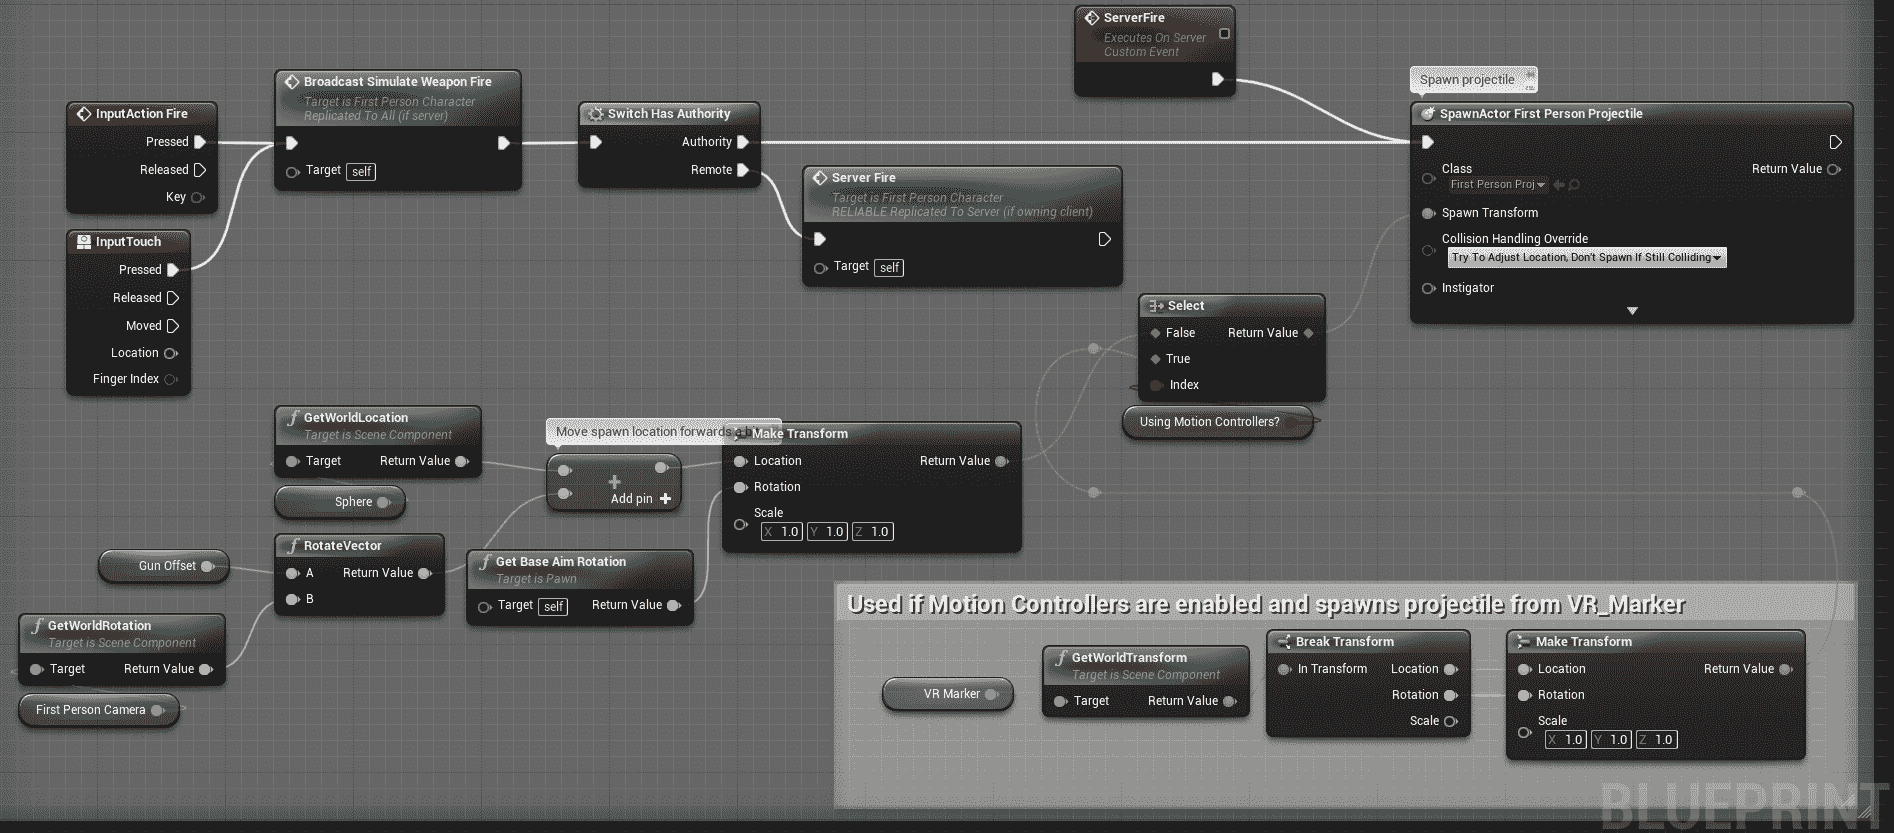 InputAction Fire
Pressed
Released
Key
InputTouch
Pressed
Released
Moved
Location
Finger Index
Broadcast Simulate Weapon Fire
Target is First Person Character
Replicated To All (if server)
Target self
Switch Has Authority
Authority
Remote
Server Fire
Target is First Person Character
RELIABLE Replicated To Server (if owning client)
Target self
ServerFire
Executes On Server
Custom Event
Spawn projectile
SpawnActor First Person Projectile
Class
First Person Proj
Return Value
Spawn Transform
Collision Handling Override
Try To Adjust Location, Don't Spawn If Still Colliding
Instigator
Select
False Return Value
True
Index
Using Motion Controllers?
GetWorldLocation
Target is Scene Component
Target Return Value
Sphere
Gun Offset
RotateVector
A Return Value
B
GetWorldRotation
Target is Scene Component
Target Return Value
First Person Camera
Move spawn location forwards a
Add pin
Get Base Aim Rotation
Target is Pawn
Target self Return Value
Make Transform
Location Return Value
Rotation
Scale
X 1.0 Y 1.0 Z 1.0
Used if Motion Controllers are enabled and spawns projectile from VR_Marker
VR Marker
GetWorldTransform
Target is Scene Component
Target Return Value
Break Transform
In Transform Location
Rotation
Scale
Make Transform
Location Return Value
Rotation
Scale
X 1.0 Y 1.0 Z 1.0
BLUEPRINT